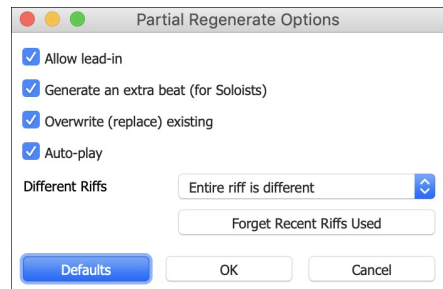 Partial Regenerate Options
Allow lead-in
Generate an extra beat (for Soloists)
Overwrite (replace) existing
Auto-play
Different Riffs Entire riff is different
Forget Recent Riffs Used
Defaults OK Cancel